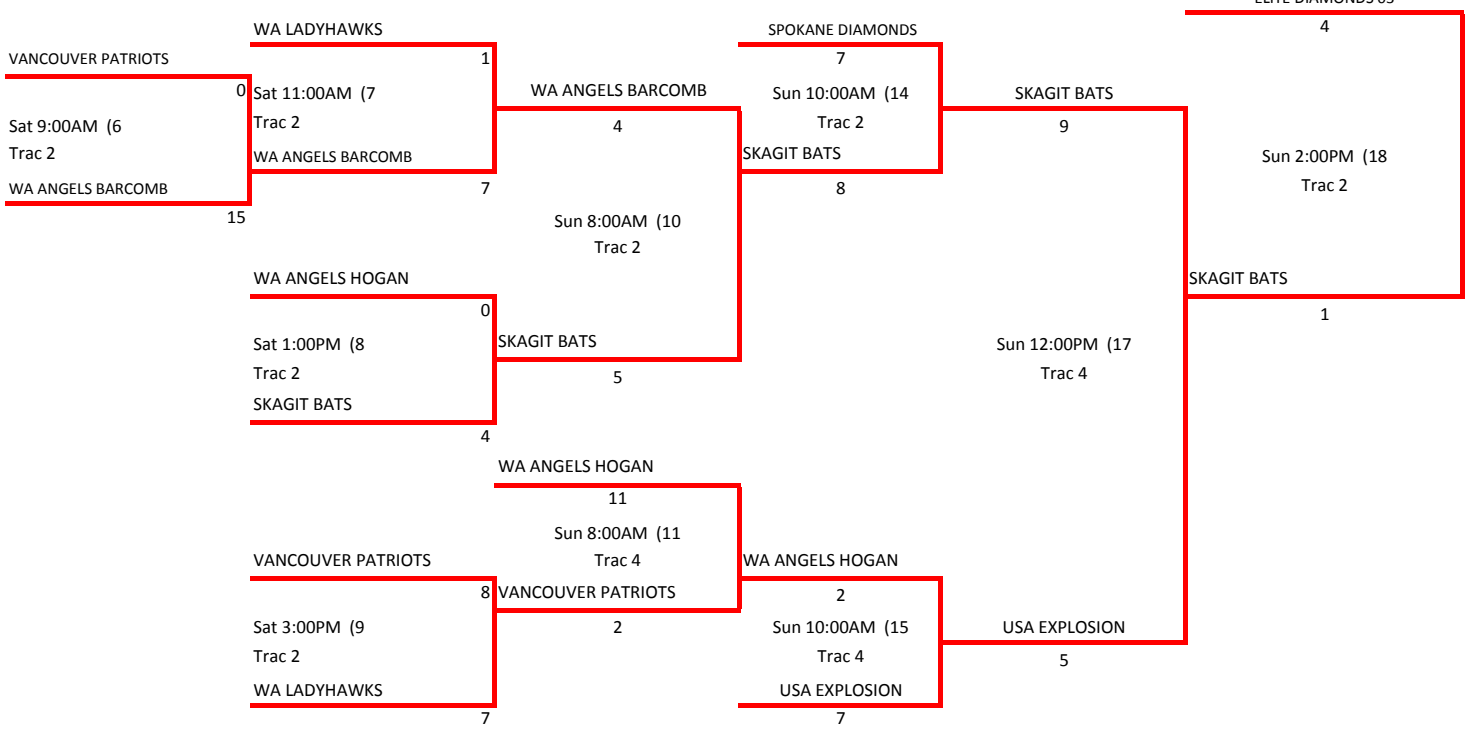 WA LADYHAWKS
1
VANCOUVER PATRIOTS
0
Sat 9:00AM (6
Trac 2
WA ANGELS BARCOMB
15
Sat 11:00AM (7
Trac 2
WA ANGELS BARCOMB
7
WA ANGELS BARCOMB
4
Sun 8:00AM (10
Trac 2
WA ANGELS HOGAN
0
Sat 1:00PM (8
Trac 2
SKAGIT BATS
4
SKAGIT BATS
5
SPOKANE DIAMONDS
7
Sun 10:00AM (14
Trac 2
SKAGIT BATS
8
SKAGIT BATS
9
WA ANGELS HOGAN
11
Sun 8:00AM (11
Trac 4
VANCOUVER PATRIOTS
8
Sat 3:00PM (9
Trac 2
WA LADYHAWKS
7
VANCOUVER PATRIOTS
2
WA ANGELS HOGAN
2
Sun 10:00AM (15
Trac 4
USA EXPLOSION
7
USA EXPLOSION
5
Sun 12:00PM (17
Trac 4
4
Sun 2:00PM (18
Trac 2
SKAGIT BATS
1